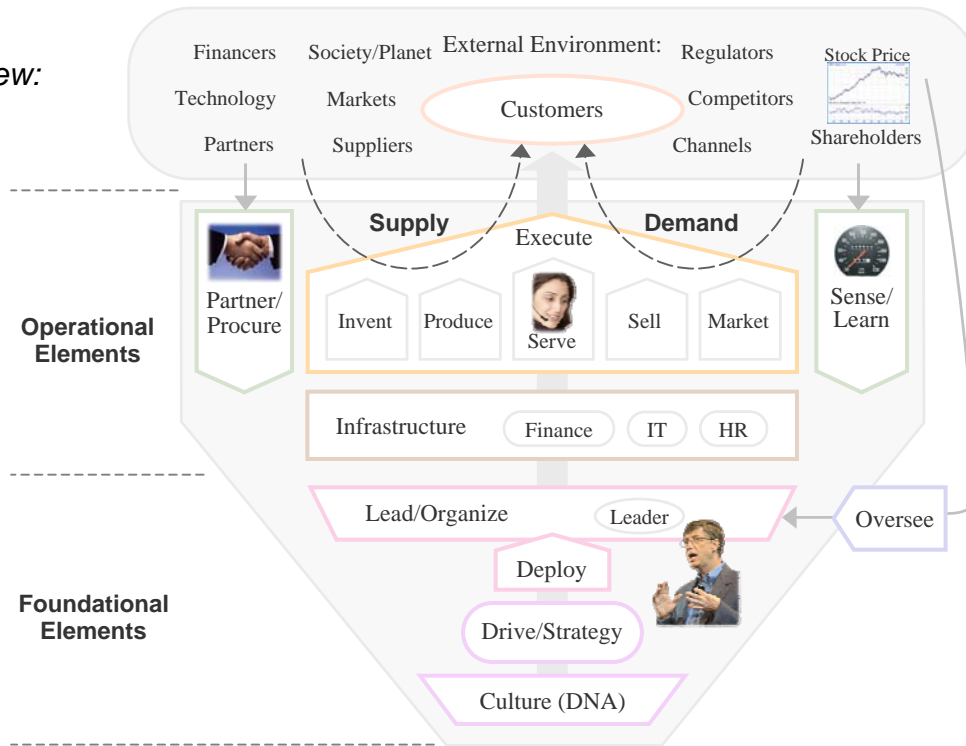 ew:
External Environment:
Financers
Society/Planet
Regulators
Stock Price
Technology
Markets
Customers
Competitors
Partners
Suppliers
Channels
Shareholders
Supply
Demand
Execute
Partner/
Procure
Invent
Produce
Serve
Sell
Market
Sense/
Learn
Operational
Elements
Infrastructure
Finance
IT
HR
Lead/Organize
Leader
Oversee
Deploy
Foundational
Elements
Drive/Strategy
Culture (DNA)